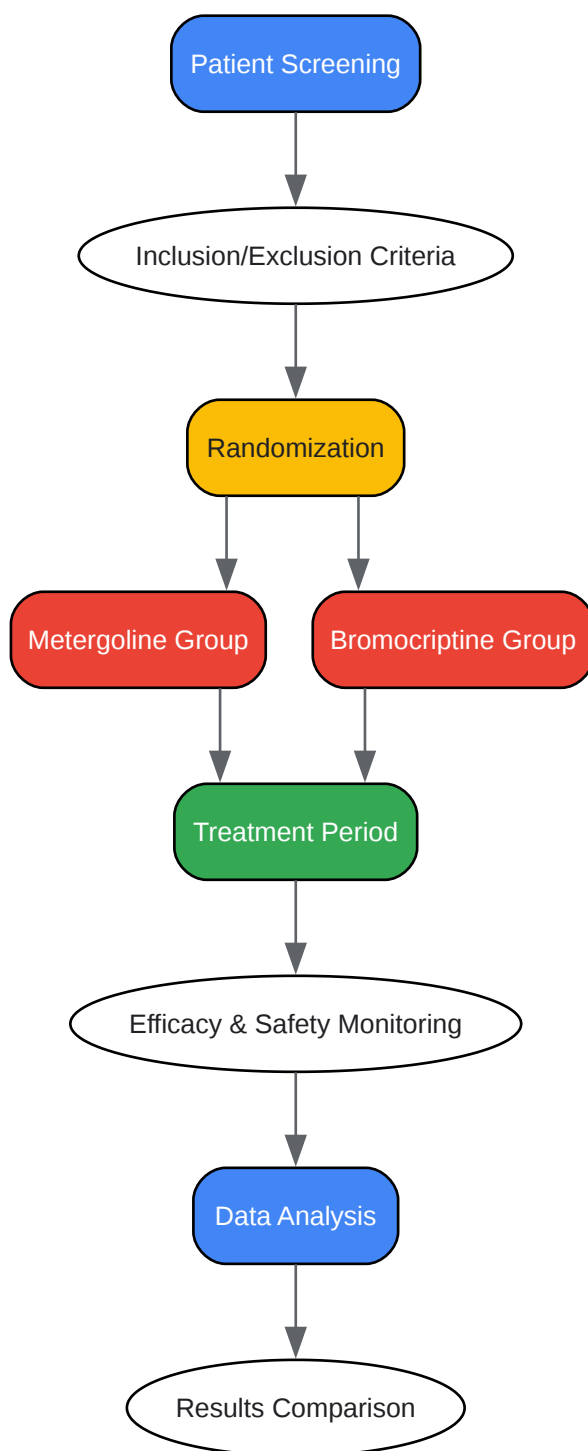 Patient Screening
Inclusion/Exclusion Criteria
Randomization
Metergoline Group
Bromocriptine Group
Treatment Period
Efficacy & Safety Monitoring
Data Analysis
Results Comparison